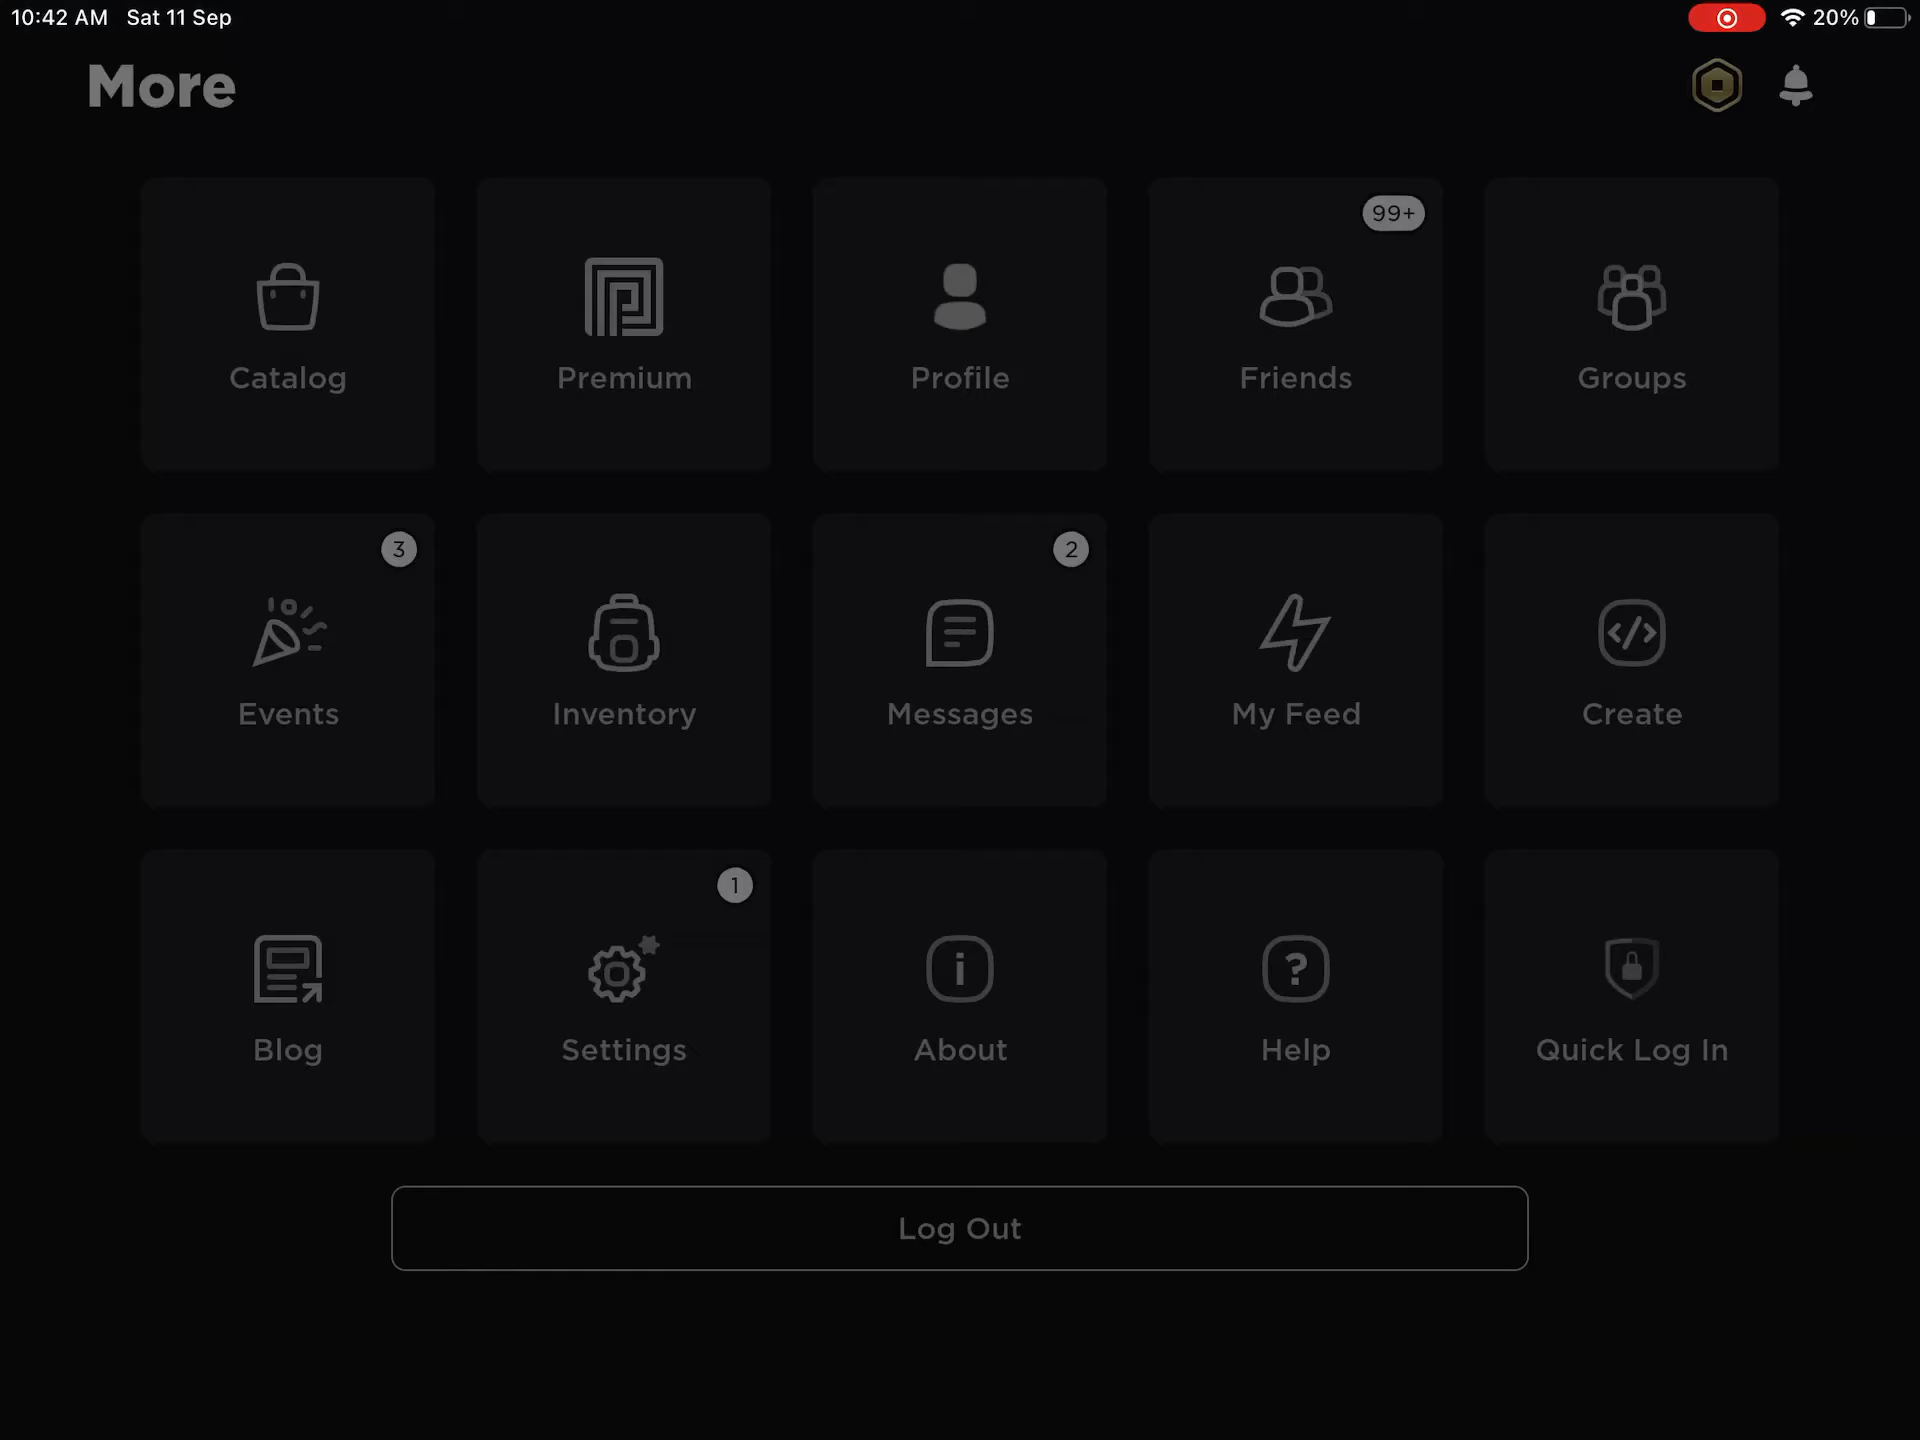 10:42 AM Sat 11 Sep 20%
More
99+
Catalog Premium Profile Friends Groups
3 2
Events Inventory Messages My Feed Create
1
Blog Settings About Help Quick Log In
Log Out